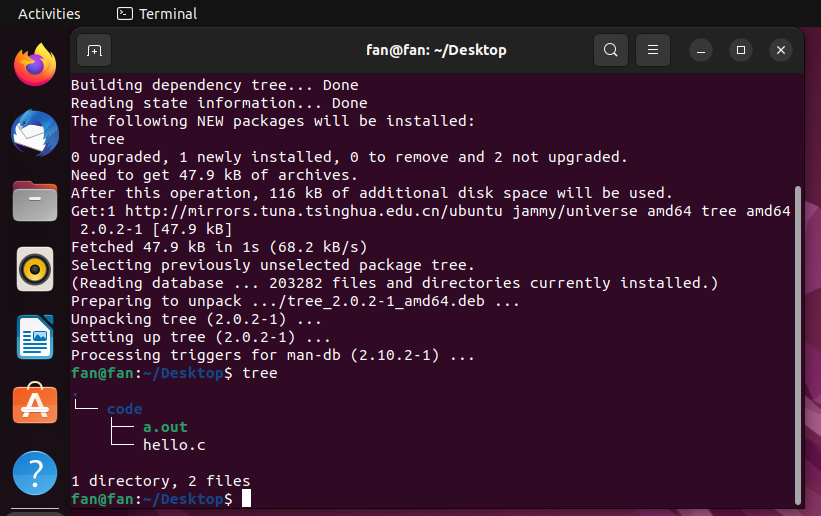 Activities Terminal
fan@fan: ~/Desktop
Building dependency tree... Done
Reading state information... Done
The following NEW packages will be installed:
  tree
0 upgraded, 1 newly installed, 0 to remove and 2 not upgraded.
Need to get 47.9 kB of archives.
After this operation, 116 kB of additional disk space will be used.
Get:1 http://mirrors.tuna.tsinghua.edu.cn/ubuntu jammy/universe amd64 tree amd64
 2.0.2-1 [47.9 kB]
Fetched 47.9 kB in 1s (68.2 kB/s)
Selecting previously unselected package tree.
(Reading database ... 203282 files and directories currently installed.)
Preparing to unpack .../tree_2.0.2-1_amd64.deb ...
Unpacking tree (2.0.2-1) ...
Setting up tree (2.0.2-1) ...
Processing triggers for man-db (2.10.2-1) ...
fan@fan:~/Desktop$ tree
.
└── code
    ├── a.out
    └── hello.c

1 directory, 2 files
fan@fan:~/Desktop$